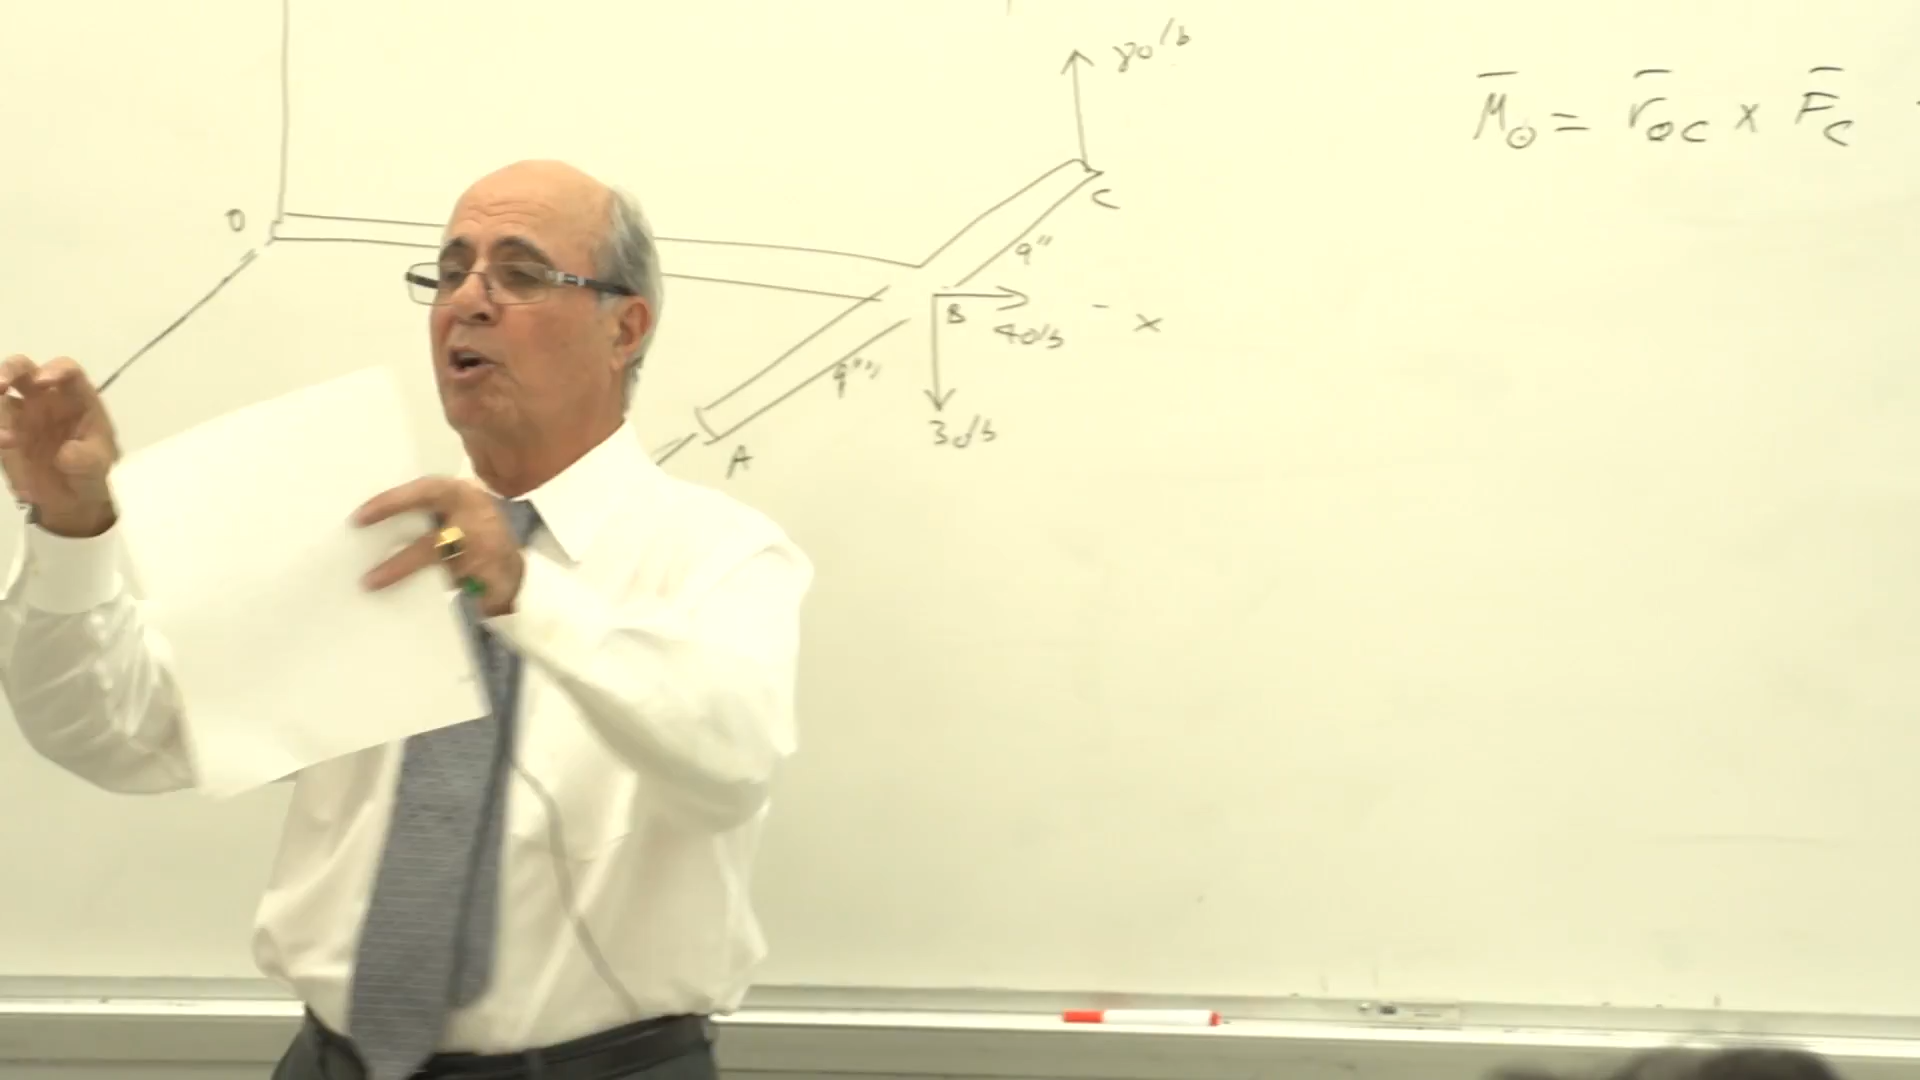 80 lb
M̄o = r̄oc x F̄c
O
C
9"
B
40 lb
x
9"
30 lb
A